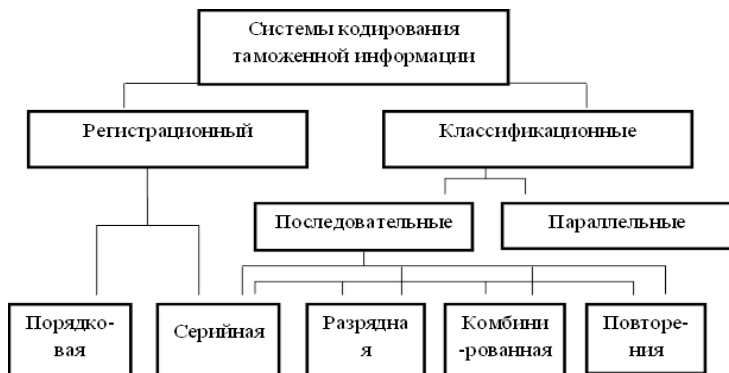 Системы кодирования
таможенной информации
Регистрационный
Классификационные
Последовательные
Параллельные
Порядко-
вая
Серийная
Разрядна
я
Комбини
-рованная
Повторе-
ния